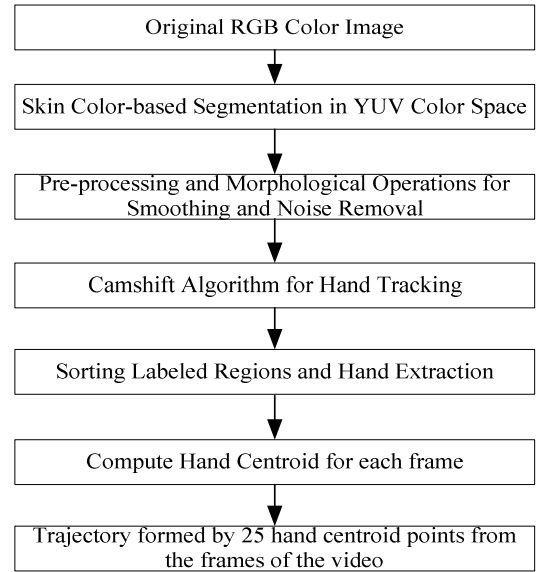 Original RGB Color Image
Skin Color-based Segmentation in YUV Color Space
Pre-processing and Morphological Operations for
Smoothing and Noise Removal
Camshift Algorithm for Hand Tracking
Sorting Labeled Regions and Hand Extraction
Compute Hand Centroid for each frame
Trajectory formed by 25 hand centroid points from
the frames of the video